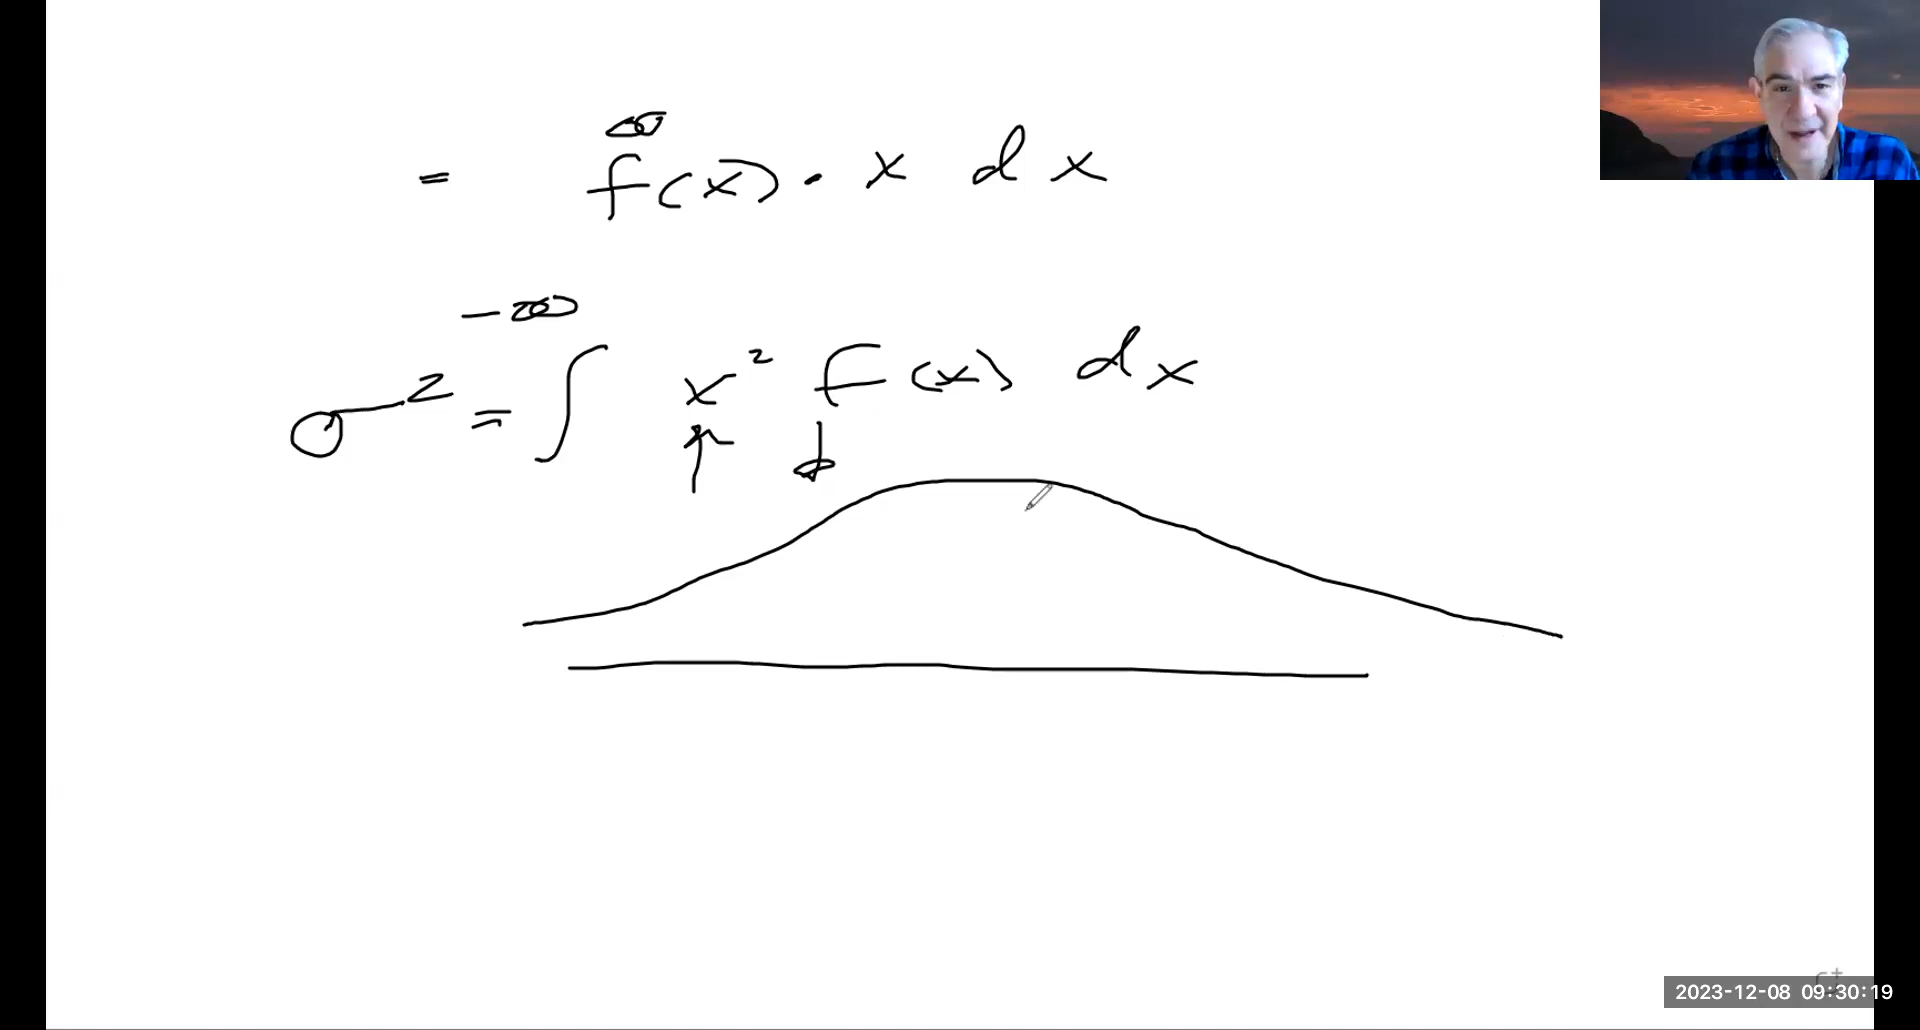 ∞
= f(x) · x dx
-∞
σ² = ∫ x² f(x) dx
2023-12-08 09:30:19